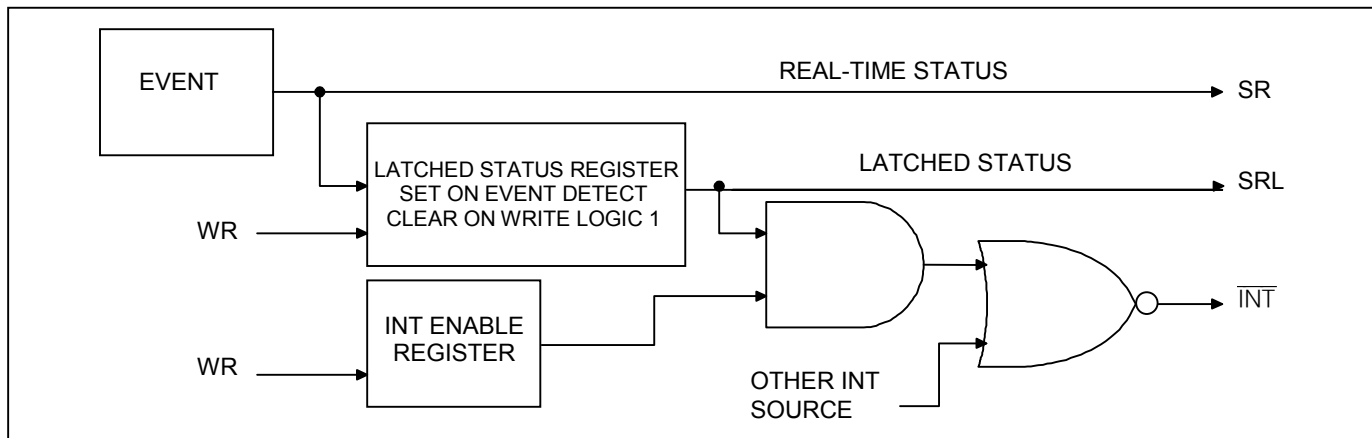 EVENT
REAL-TIME STATUS
SR
LATCHED STATUS REGISTER
SET ON EVENT DETECT
CLEAR ON WRITE LOGIC 1
LATCHED STATUS
SRL
WR
INT ENABLE
REGISTER
WR
INT
OTHER INT
SOURCE